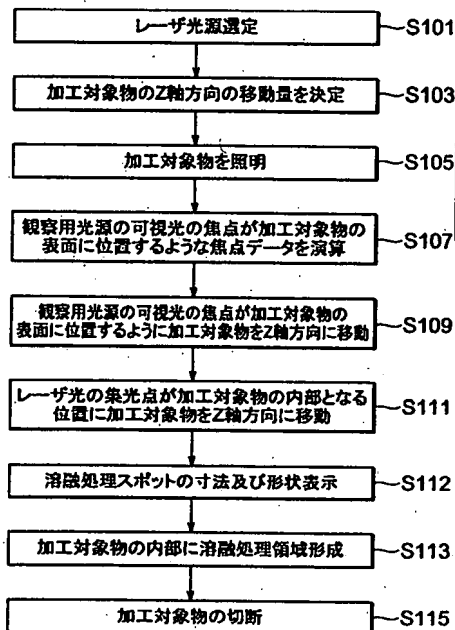 レーザ光源選定
S101
加工対象物のZ軸方向の移動量を決定
S103
加工対象物を照明
S105
観察用光源の可視光の焦点が加工対象物の
表面に位置するような焦点データを演算
S107
観察用光源の可視光の焦点が加工対象物の
表面に位置するように加工対象物をZ軸方向に移動
S109
レーザ光の集光点が加工対象物の内部となる
位置に加工対象物をZ軸方向に移動
S111
溶融処理スポットの寸法及び形状表示
S112
加工対象物の内部に溶融処理領域形成
S113
加工対象物の切断
S115